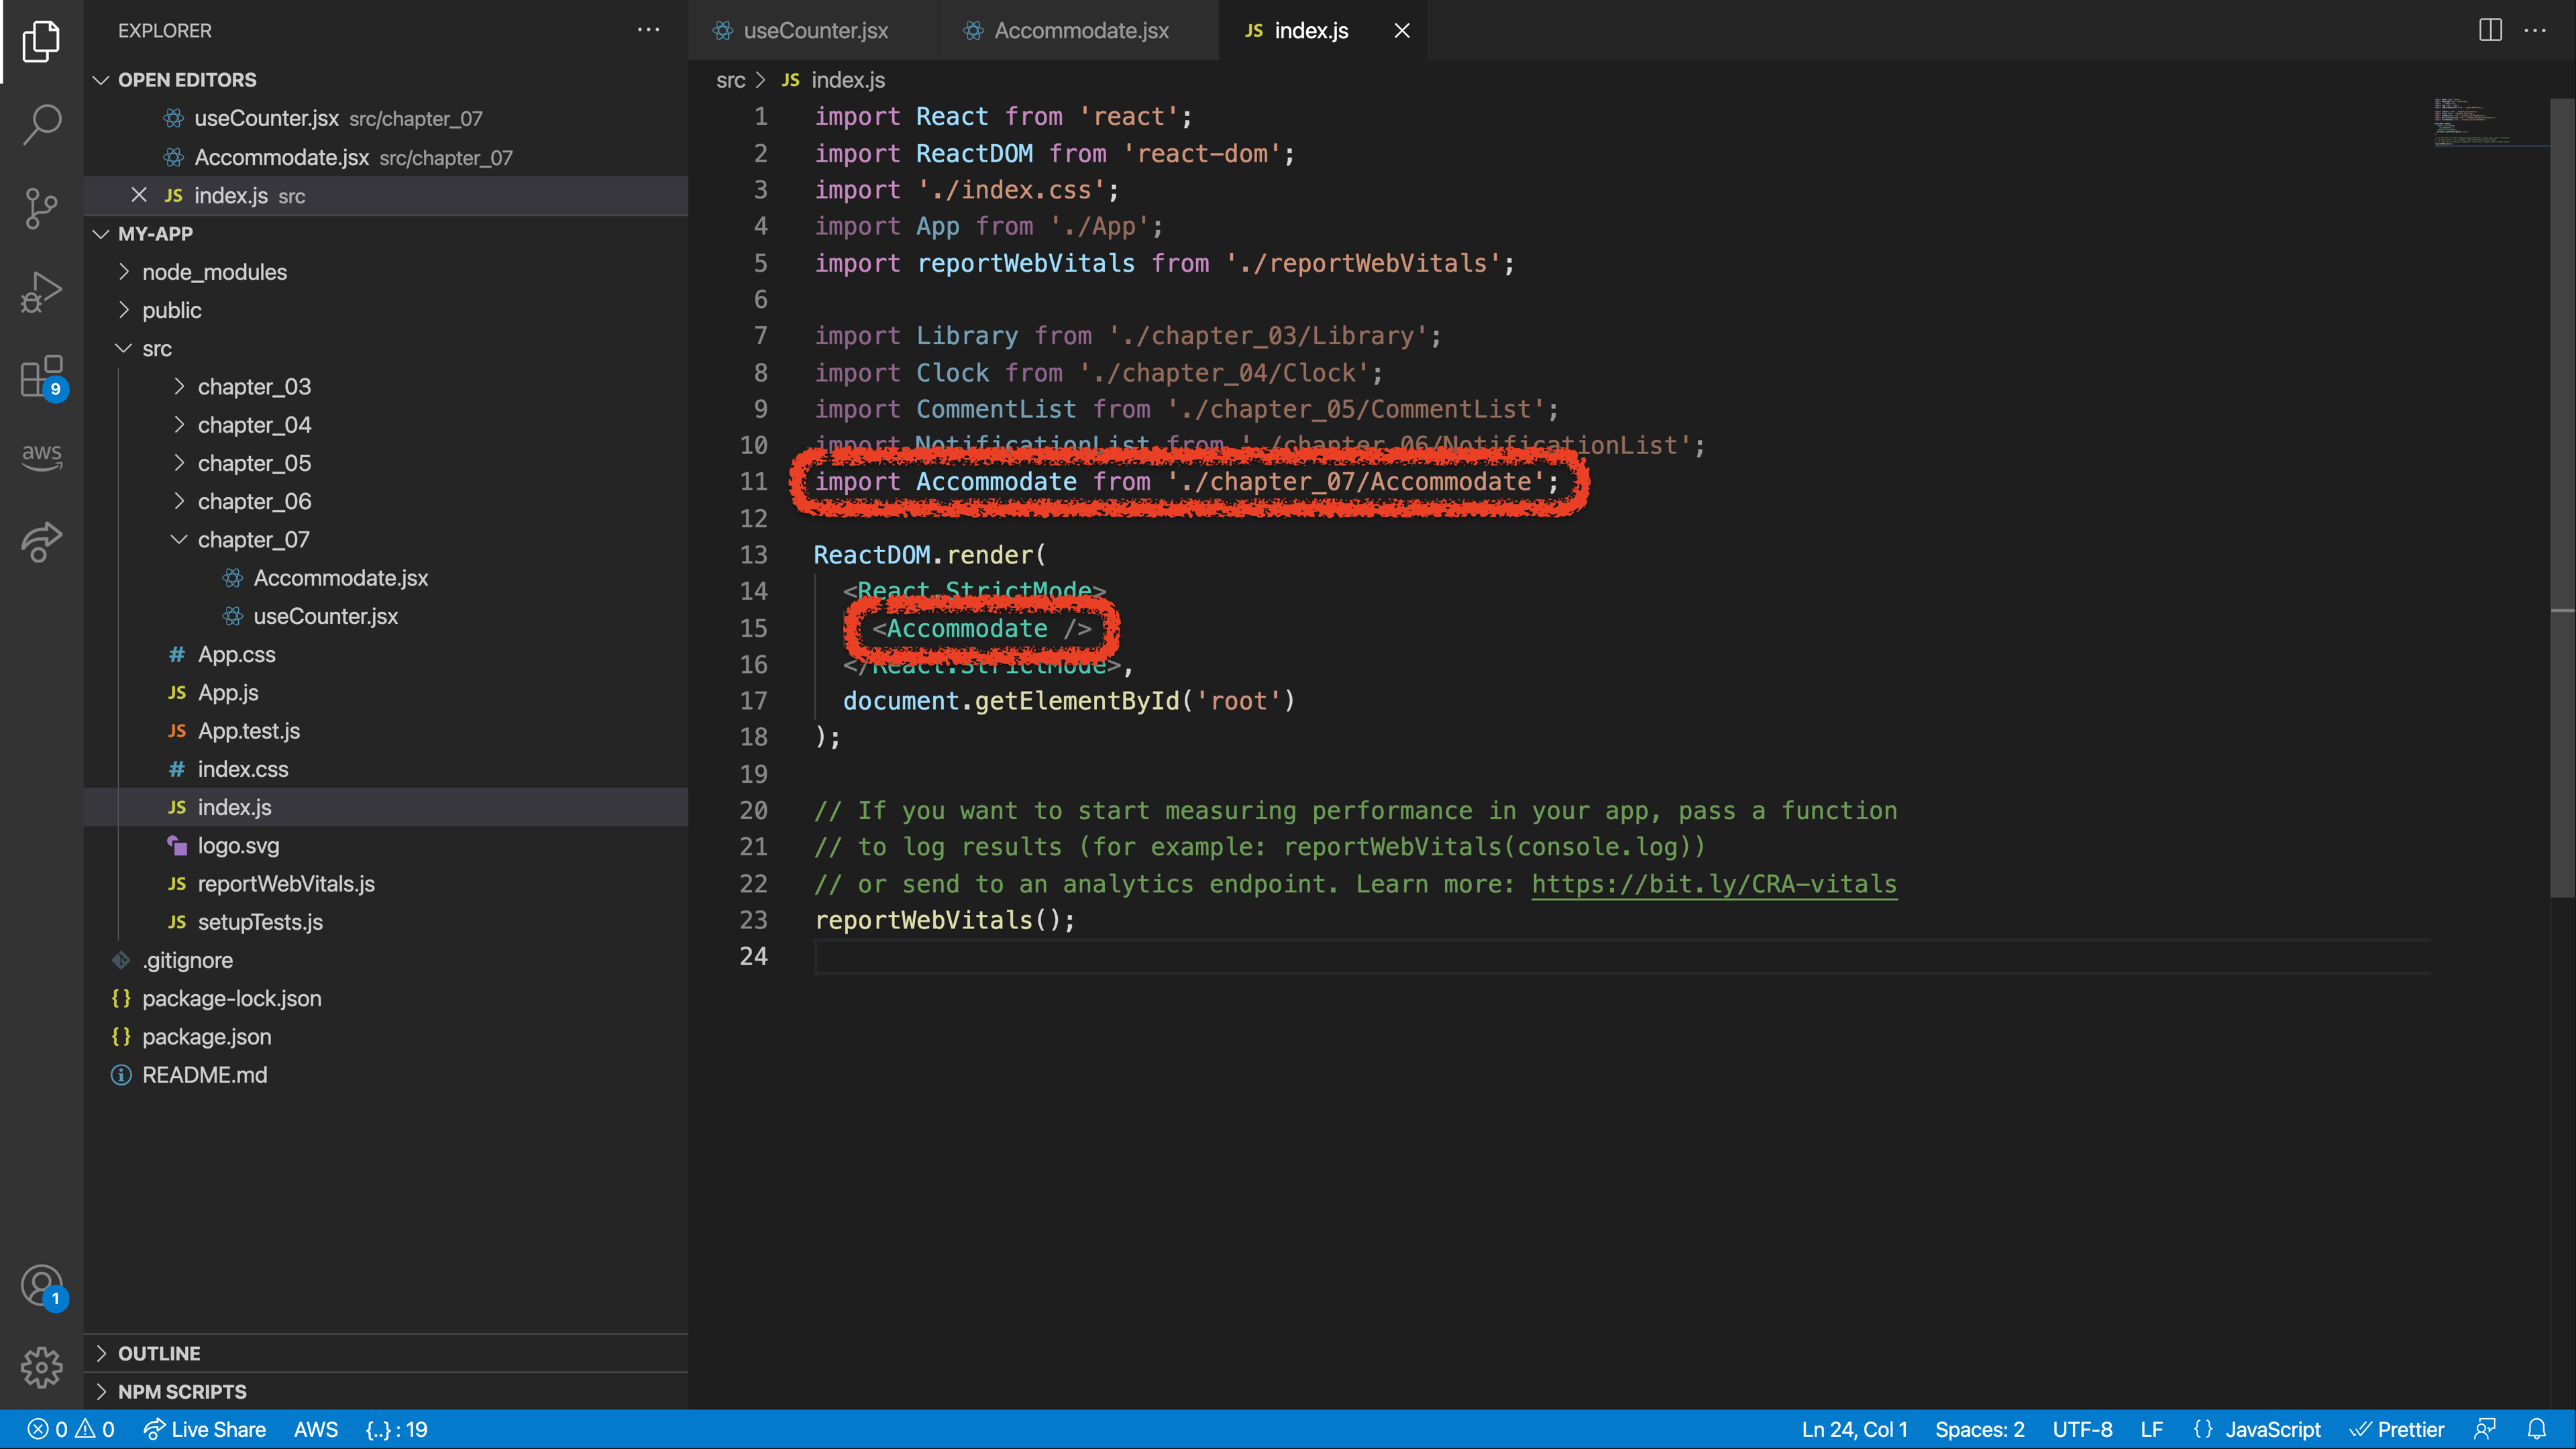 EXPLORER
OPEN EDITORS
useCounter.jsx src/chapter_07
Accommodate.jsx src/chapter_07
JS index.js src
MY-APP
node_modules
public
src
chapter_03
chapter_04
chapter_05
chapter_06
chapter_07
Accommodate.jsx
useCounter.jsx
# App.css
JS App.js
JS App.test.js
# index.css
JS index.js
logo.svg
JS reportWebVitals.js
JS setupTests.js
.gitignore
{} package-lock.json
{} package.json
README.md
OUTLINE
NPM SCRIPTS
9
aws
1
useCounter.jsx Accommodate.jsx JS index.js
src > JS index.js
1 import React from 'react';
2 import ReactDOM from 'react-dom';
3 import './index.css';
4 import App from './App';
5 import reportWebVitals from './reportWebVitals';
6
7 import Library from './chapter_03/Library';
8 import Clock from './chapter_04/Clock';
9 import CommentList from './chapter_05/CommentList';
10 import NotificationList from './chapter_06/NotificationList';
11 import Accommodate from './chapter_07/Accommodate';
12
13 ReactDOM.render(
14 <React.StrictMode>
15 <Accommodate />
16 </React.StrictMode>,
17 document.getElementById('root')
18 );
19
20 // If you want to start measuring performance in your app, pass a function
21 // to log results (for example: reportWebVitals(console.log))
22 // or send to an analytics endpoint. Learn more: https://bit.ly/CRA-vitals
23 reportWebVitals();
24
0 0 Live Share AWS {..} : 19 Ln 24, Col 1 Spaces: 2 UTF-8 LF {} JavaScript Prettier